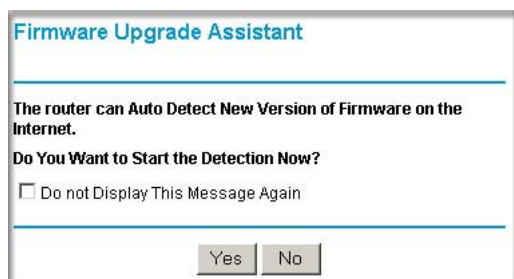 Firmware Upgrade Assistant
The router can Auto Detect New Version of Firmware on the
Internet.
Do You Want to Start the Detection Now?
Do not Display This Message Again
Yes No